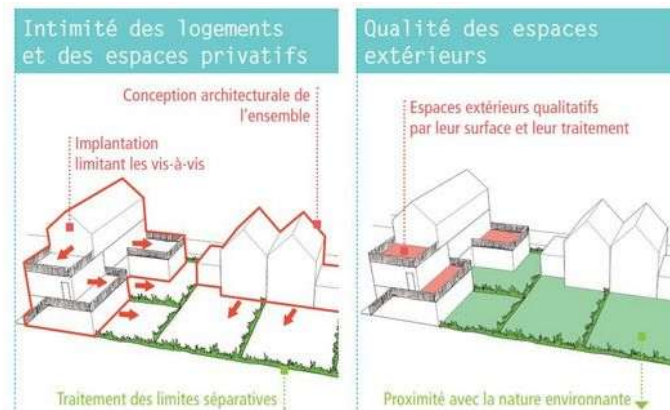 Intimité des logements
et des espaces privatifs
Conception architecturale de
l'ensemble
Implantation
limitant les vis-à-vis
Traitement des limites séparatives
Qualité des espaces
extérieurs
Espaces extérieurs qualitatifs
par leur surface et leur traitement
Proximité avec la nature environnante